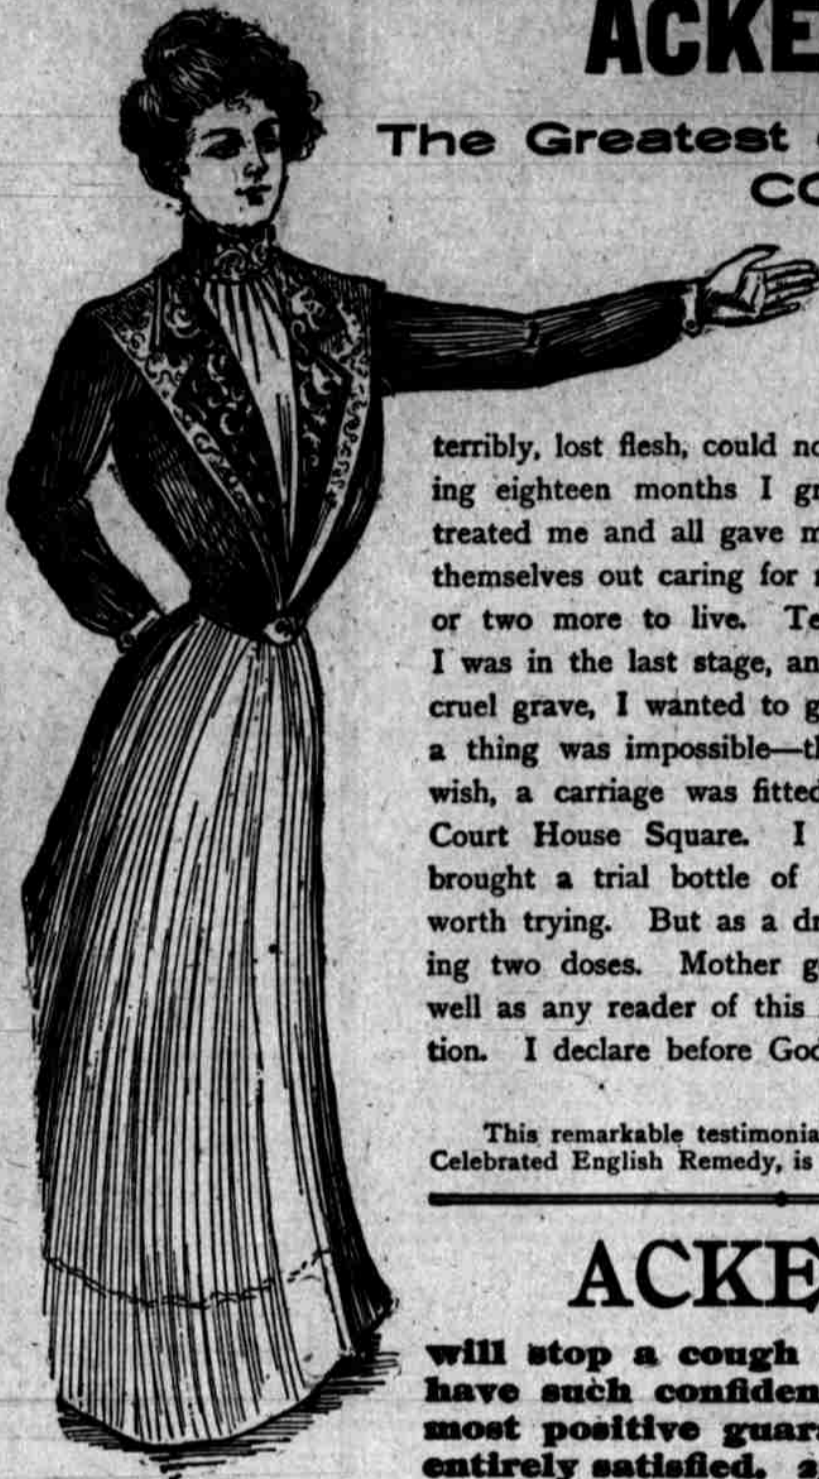 ACKE
The Greatest
CO
terribly, lost flesh, could no
ing eighteen months I gr
treated me and all gave m
themselves out caring for
or two more to live. Te
I was in the last stage, an
cruel grave, I wanted to g
a thing was impossible—th
wish, a carriage was fitted
Court House Square. I
brought a trial bottle of
worth trying. But as a dr
ing two doses. Mother g
well as any reader of this
tion. I declare before God
This remarkable testimonia
Celebrated English Remedy, is
ACKE
will stop a cough
have such confiden
most positive guara
entirely satisfied, a